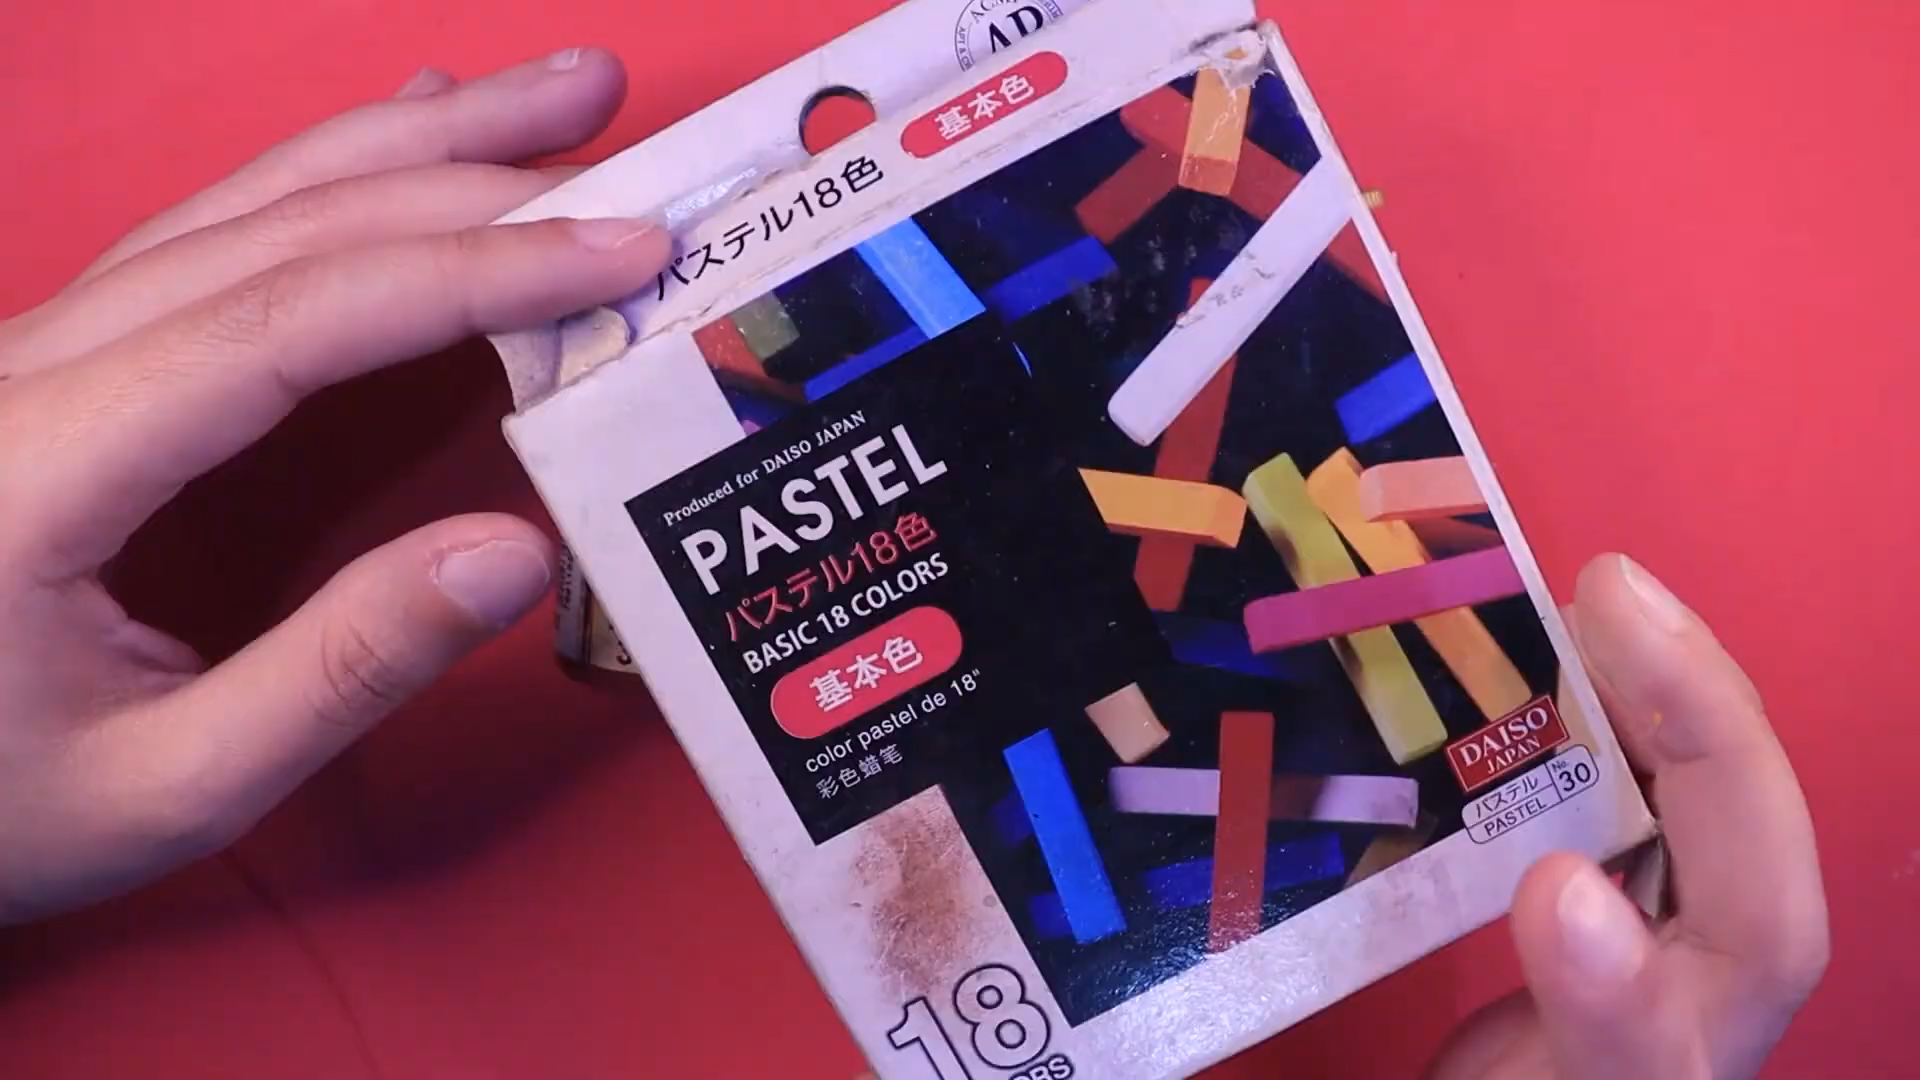 AP
パステル18色
基本色
Produced for DAISO JAPAN
PASTEL
パステル18色
BASIC 18 COLORS
基本色
color pastel de 18"
彩色蜡笔
DAISO
JAPAN
パステル
PASTEL
No.
30
18